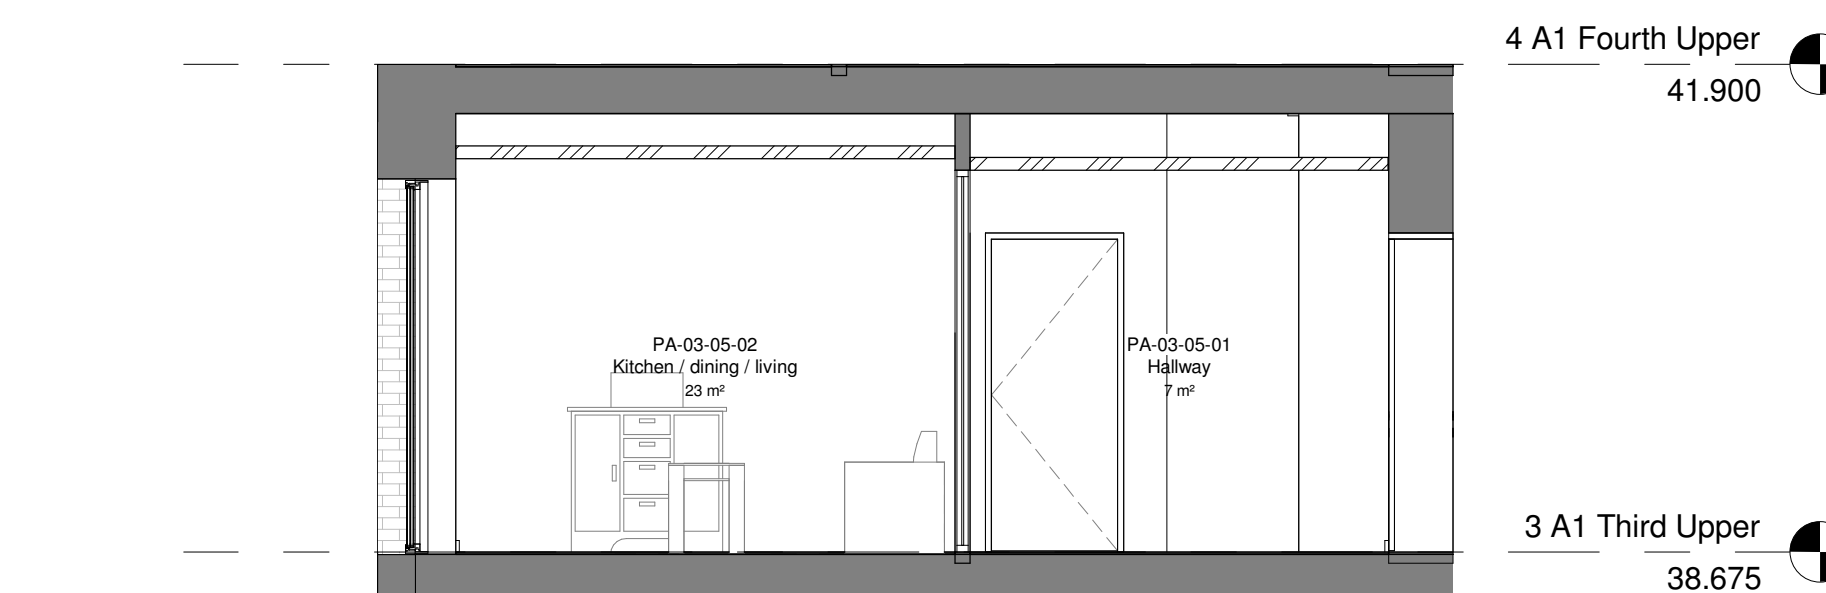 4 A1 Fourth Upper
41.900
PA-03-05-02
Kitchen / dining / living
23 m²
PA-03-05-01
Hallway
7 m²
3 A1 Third Upper
38.675